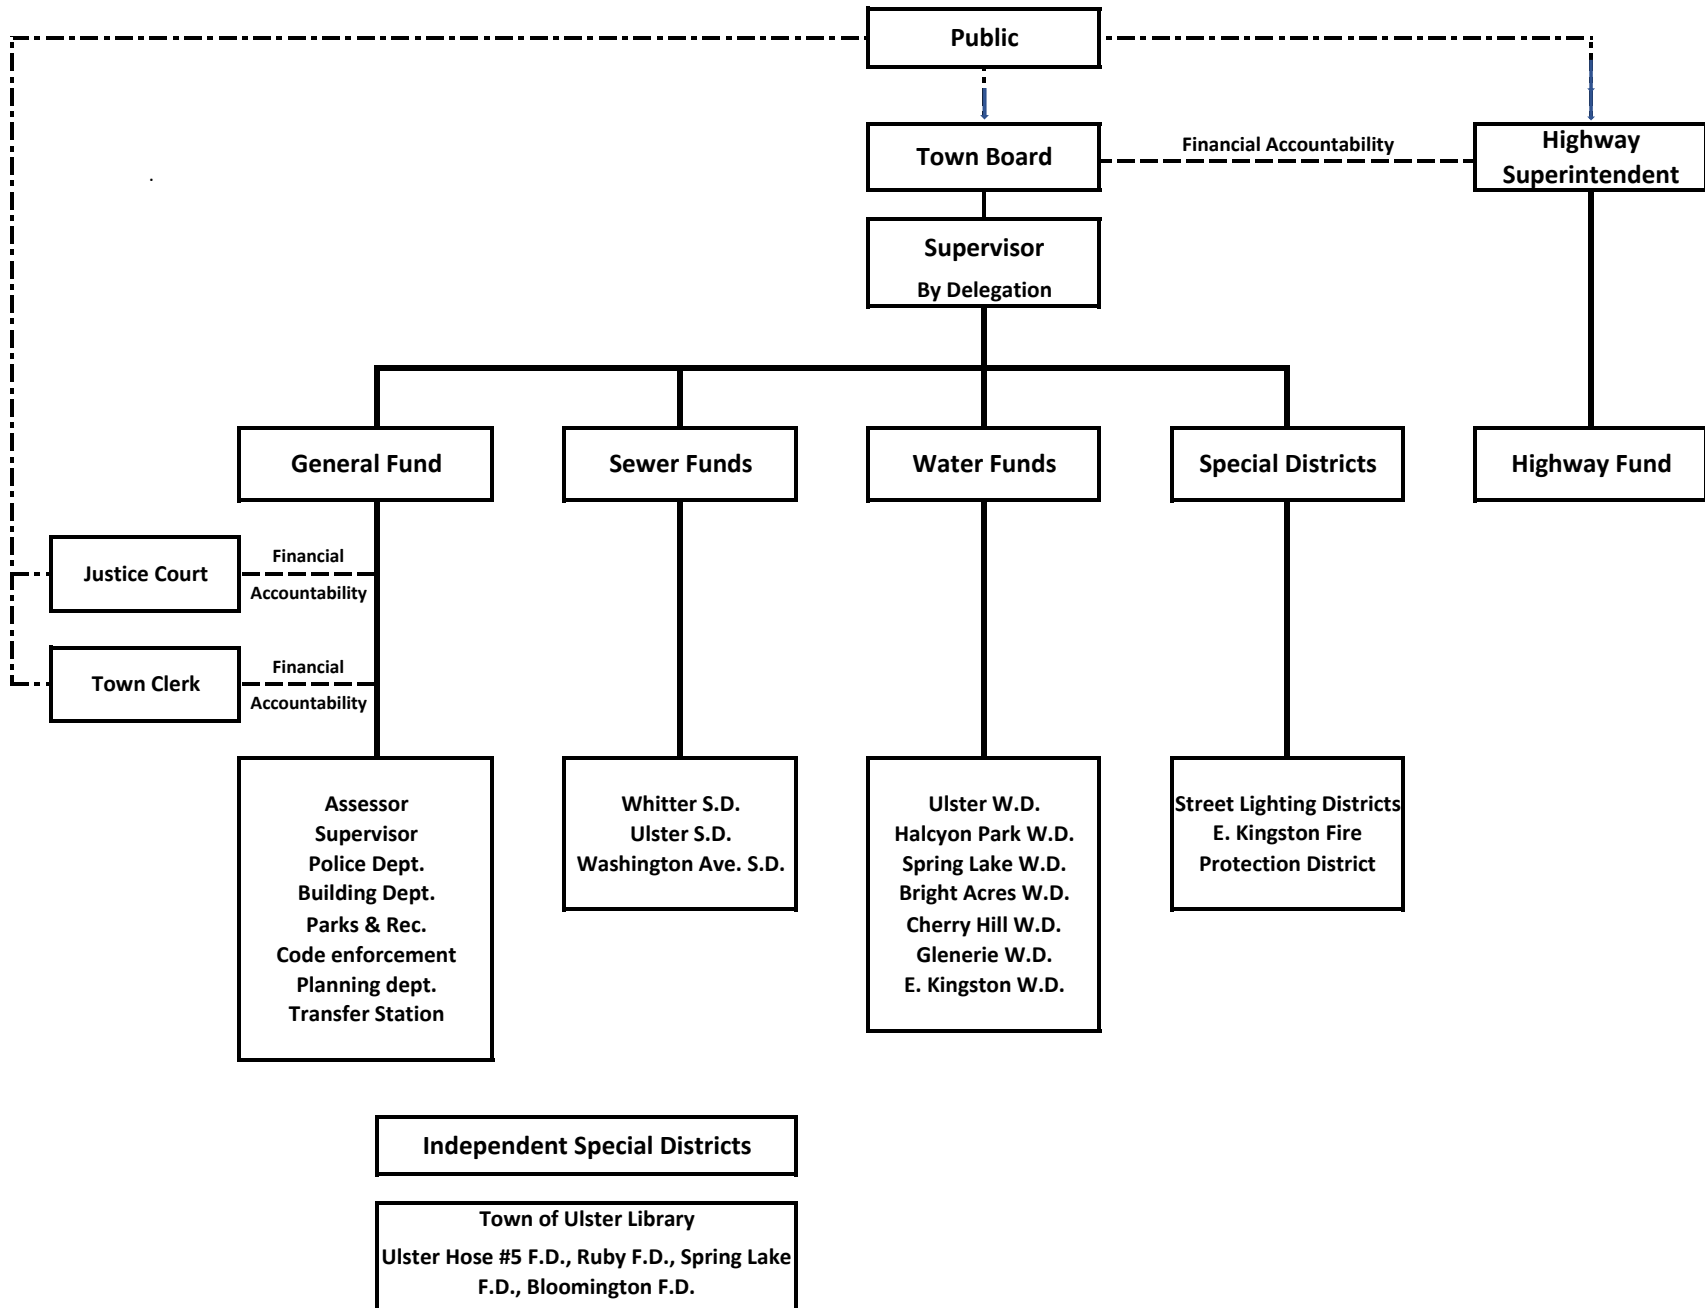 Public
Town Board
Financial Accountability
Highway
Superintendent
Supervisor
By Delegation
General Fund
Sewer Funds
Water Funds
Special Districts
Highway Fund
Justice Court
Financial
Accountability
Town Clerk
Financial
Accountability
Assessor
Supervisor
Police Dept.
Building Dept.
Parks & Rec.
Code enforcement
Planning dept.
Transfer Station
Whitter S.D.
Ulster S.D.
Washington Ave. S.D.
Ulster W.D.
Halcyon Park W.D.
Spring Lake W.D.
Bright Acres W.D.
Cherry Hill W.D.
Glenerie W.D.
E. Kingston W.D.
Street Lighting Districts
E. Kingston Fire
Protection District
Independent Special Districts
Town of Ulster Library
Ulster Hose #5 F.D., Ruby F.D., Spring Lake
F.D., Bloomington F.D.